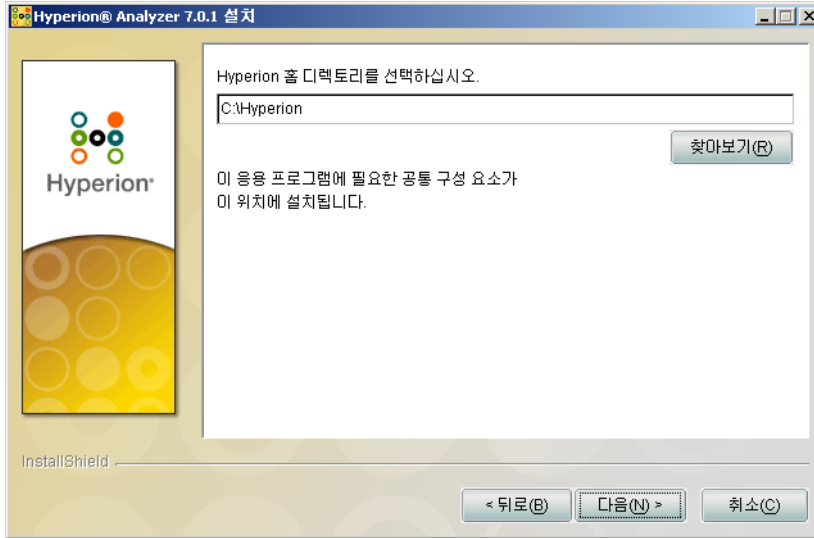 Hyperion® Analyzer 7.0.1 설치
Hyperion 홈 디렉토리를 선택하십시오.
C:\Hyperion
찾아보기(R)
Hyperion
이 응용 프로그램에 필요한 공통 구성 요소가
이 위치에 설치됩니다.
InstallShield
< 뒤로(B)
다음(N) >
취소(C)